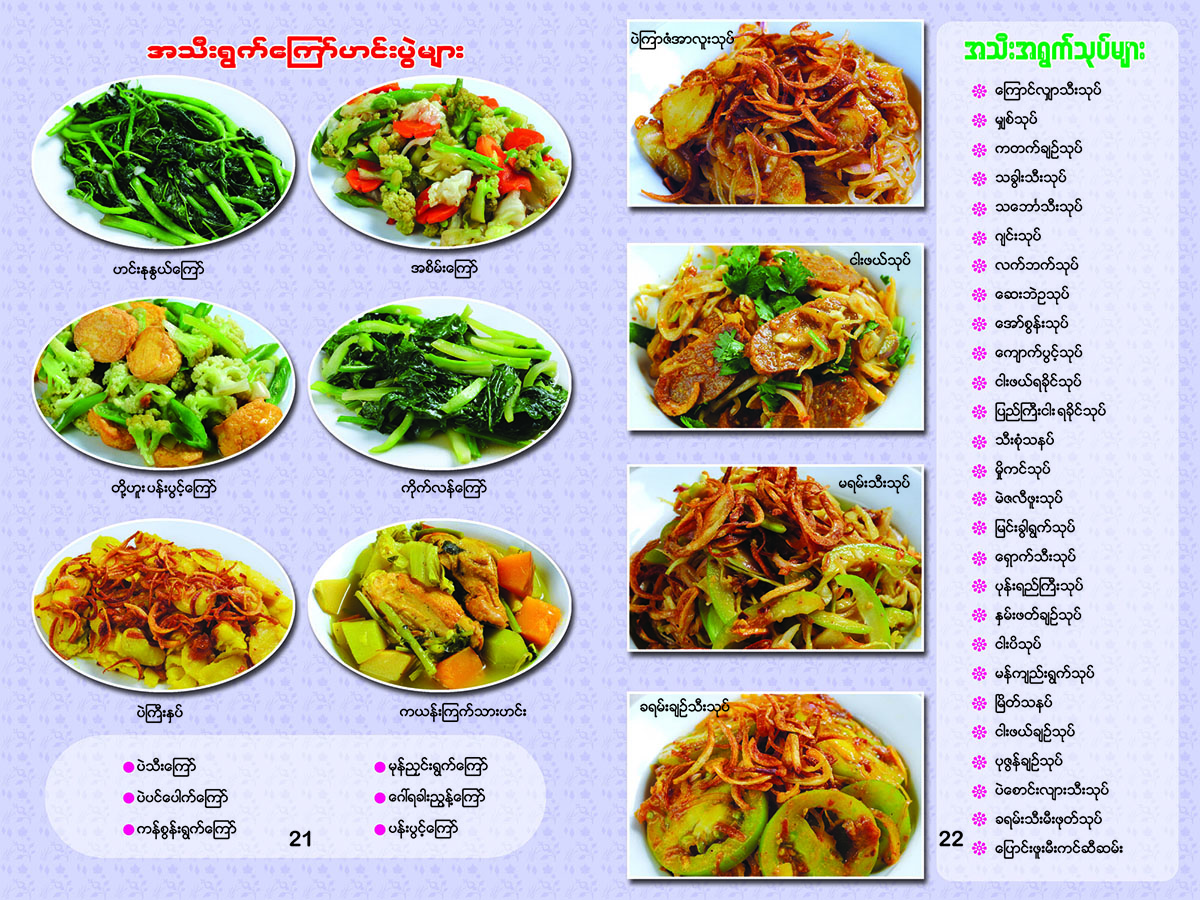 အသီးရွက်ကြော်ဟင်းပွဲများ
ဟင်းနုနွယ်ကြော်
အစိမ်းကြော်
တို့ဟူး ပန်းပွင့်ကြော်
ကိုက်လန်ကြော်
ပဲကြီးနှပ်
ကယန်းကြက်သားဟင်း
ပဲသီးကြော်
ပဲပင်ပေါက်ကြော်
ကန်စွန်းရွက်ကြော်
မုန်ညှင်းရွက်ကြော်
ဂေါ်ရခါးညွန့်ကြော်
ပန်းပွင့်ကြော်
21
ပဲကြာဇံအာလူးသုပ်
ငါးဖယ်သုပ်
မရမ်းသီးသုပ်
ခရမ်းချဉ်သီးသုပ်
အသီးအရွက်သုပ်များ
ကြောင်လျှာသီးသုပ်
မျှစ်သုပ်
ကတက်ချဉ်သုပ်
သခွါးသီးသုပ်
သင်္ဘောသီးသုပ်
ဂျင်းသုပ်
လက်ဘက်သုပ်
ဆေးဘဲဥသုပ်
အော်စွန်းသုပ်
ကျောက်ပွင့်သုပ်
ငါးဖယ်ရခိုင်သုပ်
ပြည်ကြီးငါး ရခိုင်သုပ်
သီးစုံသနပ်
မှိုကင်သုပ်
မဲဇလီဖူးသုပ်
မြင်းခွါရွက်သုပ်
ရှောက်သီးသုပ်
ပုန်းရည်ကြီးသုပ်
နမ်းဖတ်ချဉ်သုပ်
ငါးပိသုပ်
မန်ကျည်းရွက်သုပ်
မြိတ်သနပ်
ငါးဖယ်ချဉ်သုပ်
ပုဇွန်ချဉ်သုပ်
ပဲစောင်းလျားသီးသုပ်
ခရမ်းသီးမီးဖုတ်သုပ်
ပြောင်းဖူးမီးကင်ဆီဆမ်း
22